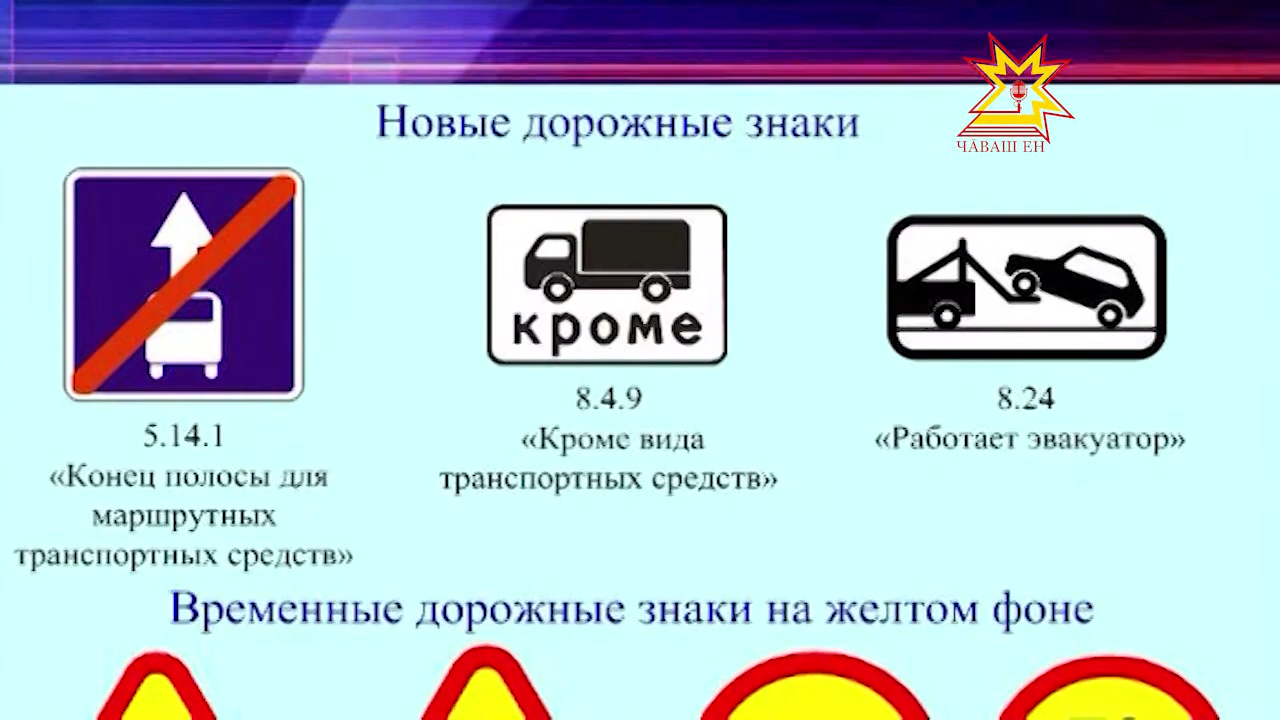 Новые дорожные знаки
ЧӐВАШ ЕН
кроме
5.14.1
«Конец полосы для
маршрутных
транспортных средств»
8.4.9
«Кроме вида
транспортных средств»
8.24
«Работает эвакуатор»
Временные дорожные знаки на желтом фоне